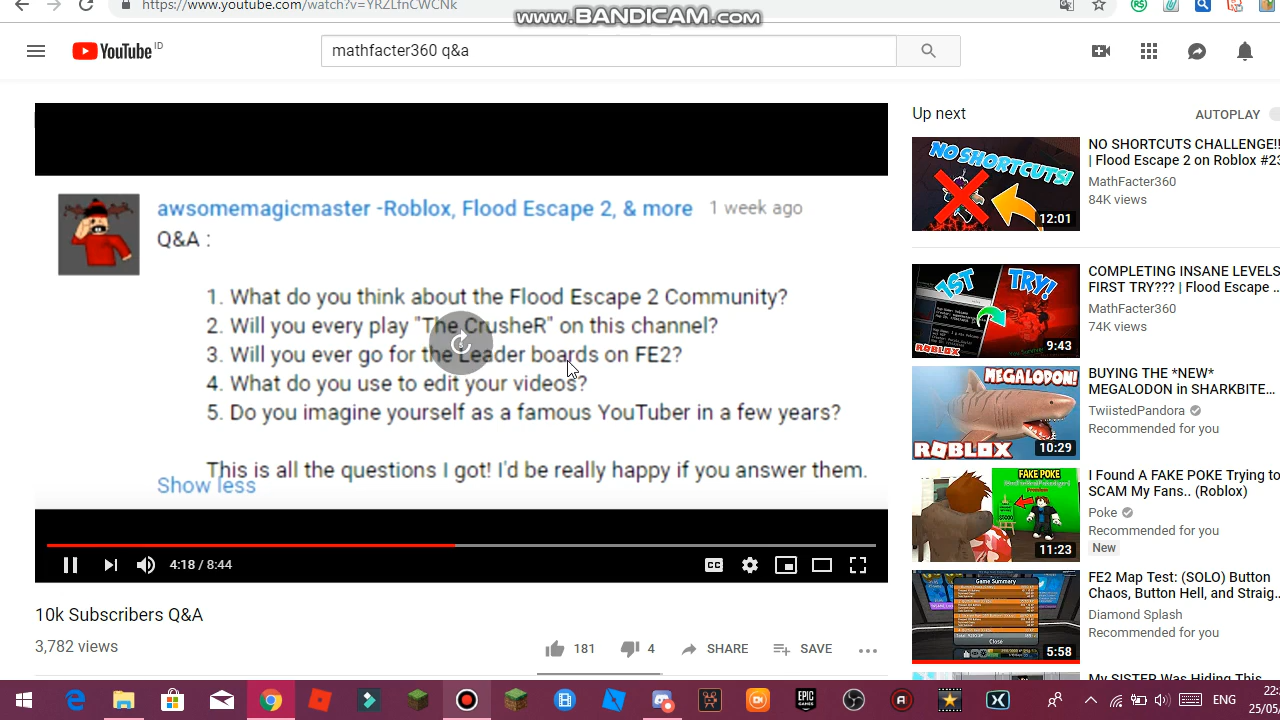 https://www.youtube.com/watch?v=YRZLfnCWCNk
www.BANDICAM.com
YouTube ID
mathfacter360 q&a
awsomemagicmaster -Roblox, Flood Escape 2, & more 1 week ago
Q&A :
1. What do you think about the Flood Escape 2 Community?
2. Will you every play "The CrusheR" on this channel?
3. Will you ever go for the Leader boards on FE2?
4. What do you use to edit your videos?
5. Do you imagine yourself as a famous YouTuber in a few years?
This is all the questions I got! I'd be really happy if you answer them.
Show less
4:18 / 8:44
CC
10k Subscribers Q&A
3,782 views
181
4
SHARE
SAVE
Up next
AUTOPLAY
NO SHORTCUTS!
12:01
NO SHORTCUTS CHALLENGE!!
| Flood Escape 2 on Roblox #23
MathFacter360
84K views
1ST TRY!
ROBLOX
9:43
COMPLETING INSANE LEVELS
FIRST TRY??? | Flood Escape ...
MathFacter360
74K views
MEGALODON!
ROBLOX
10:29
BUYING THE *NEW*
MEGALODON in SHARKBITE...
TwiistedPandora
Recommended for you
FAKE POKE
11:23
I Found A FAKE POKE Trying to
SCAM My Fans.. (Roblox)
Poke
Recommended for you
New
Game Summary
Close
5:58
FE2 Map Test: (SOLO) Button
Chaos, Button Hell, and Straig...
Diamond Splash
Recommended for you
My SISTER Was Hiding This
EPIC GAMES
ENG
22:
25/05/